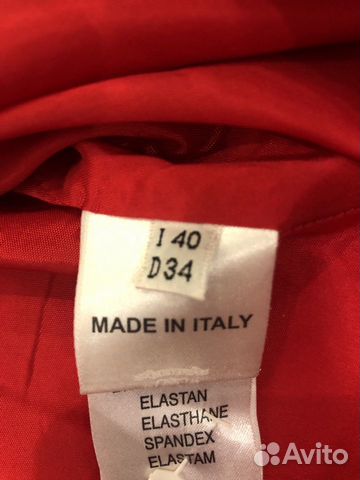 I 40
D34
MADE IN ITALY
ELASTAN
ELASTHANE
SPANDEX
ELASTAM
Avito